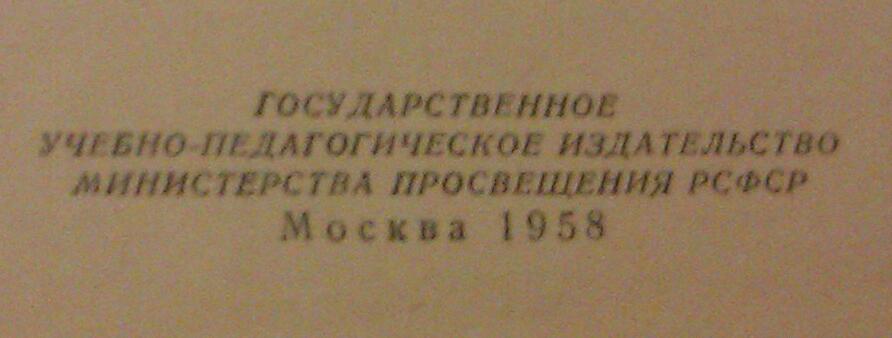 ГОСУДАРСТВЕННОЕ
УЧЕБНО-ПЕДАГОГИЧЕСКОЕ ИЗДАТЕЛЬСТВО
МИНИСТЕРСТВА ПРОСВЕЩЕНИЯ РСФСР
Москва 1958